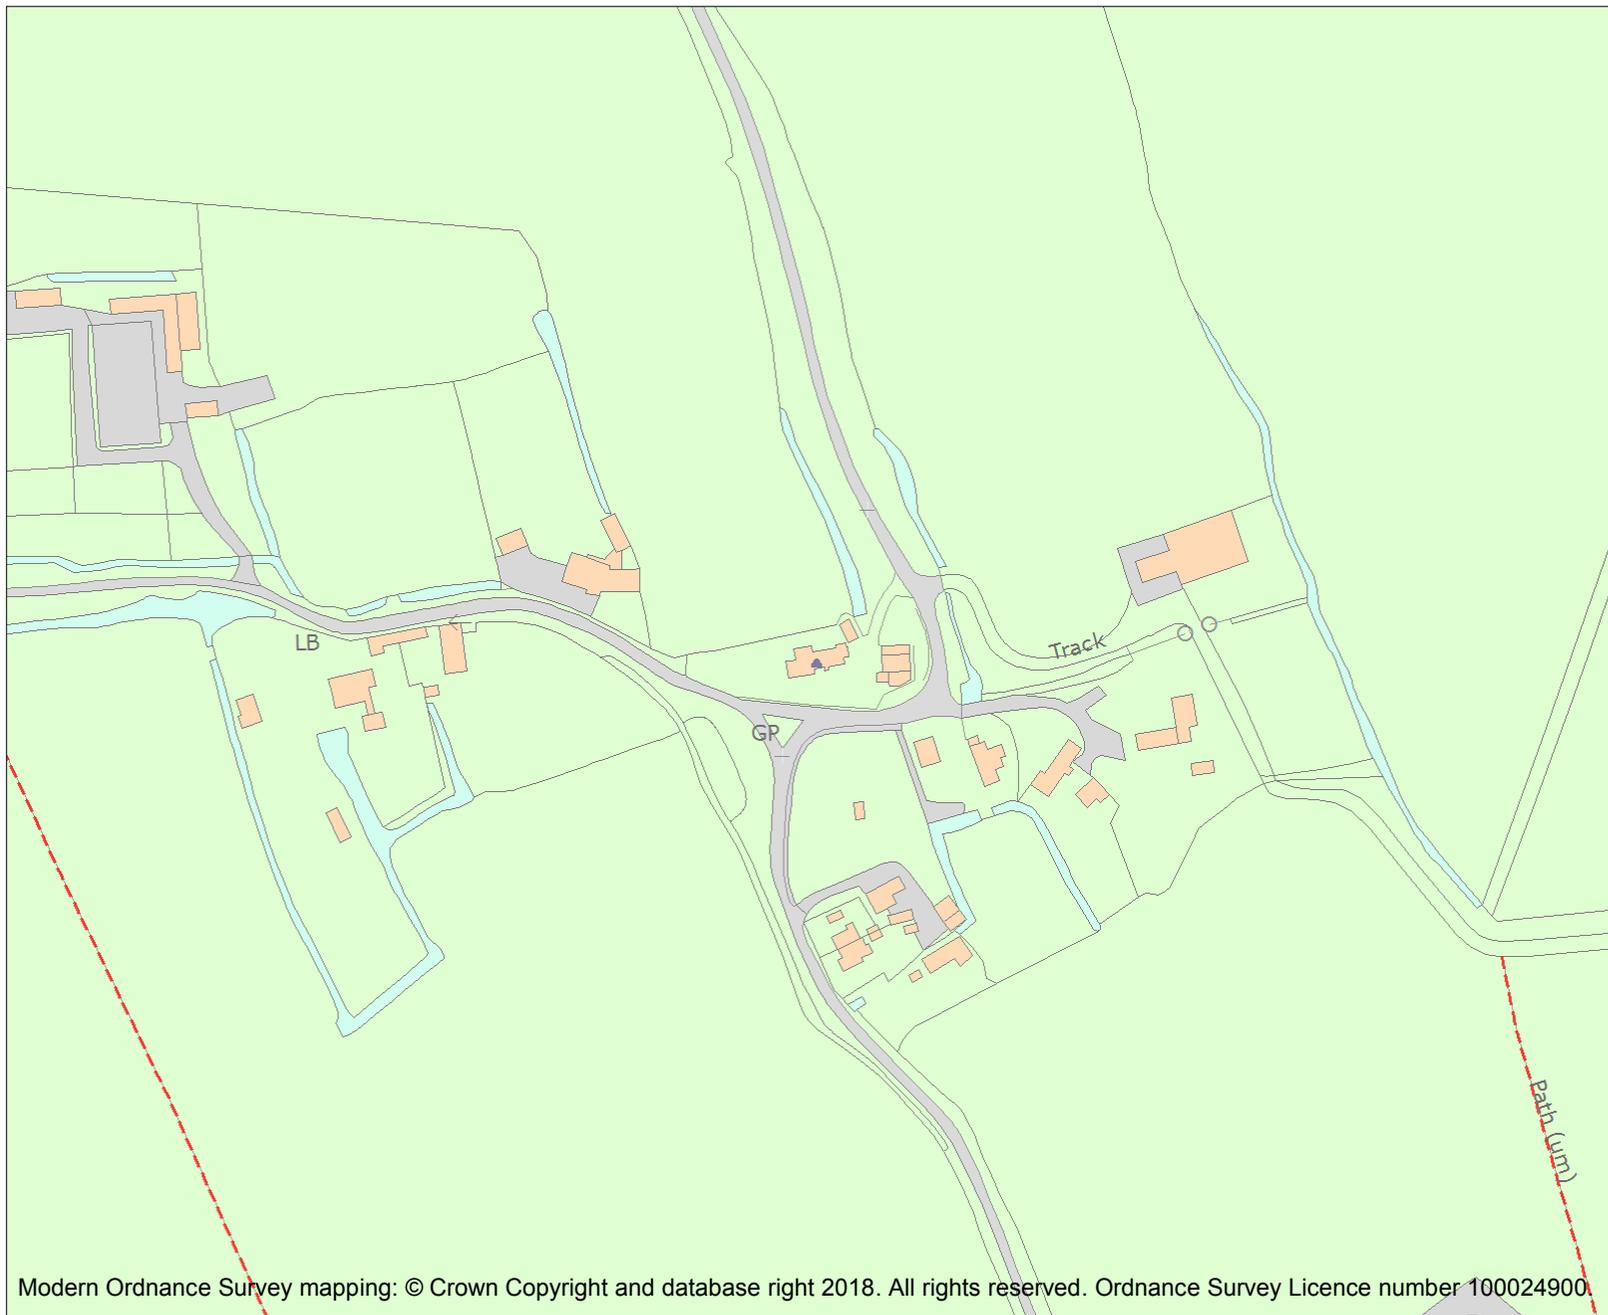 LB
Track
GP
Path (um)
Modern Ordnance Survey mapping: © Crown Copyright and database right 2018. All rights reserved. Ordnance Survey Licence number 100024900.